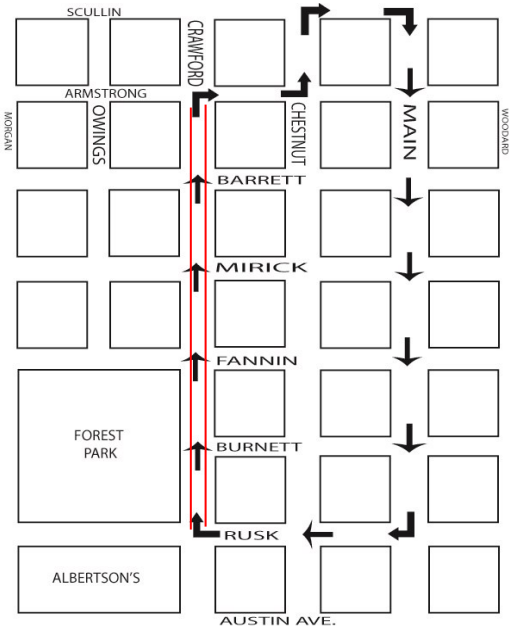 SCULLIN
CRAWFORD
ARMSTRONG
MORGAN
OWINGS
CHESTNUT
MAIN
WOODARD
BARRETT
MIRICK
FANNIN
FOREST
PARK
BURNETT
RUSK
ALBERTSON'S
AUSTIN AVE.